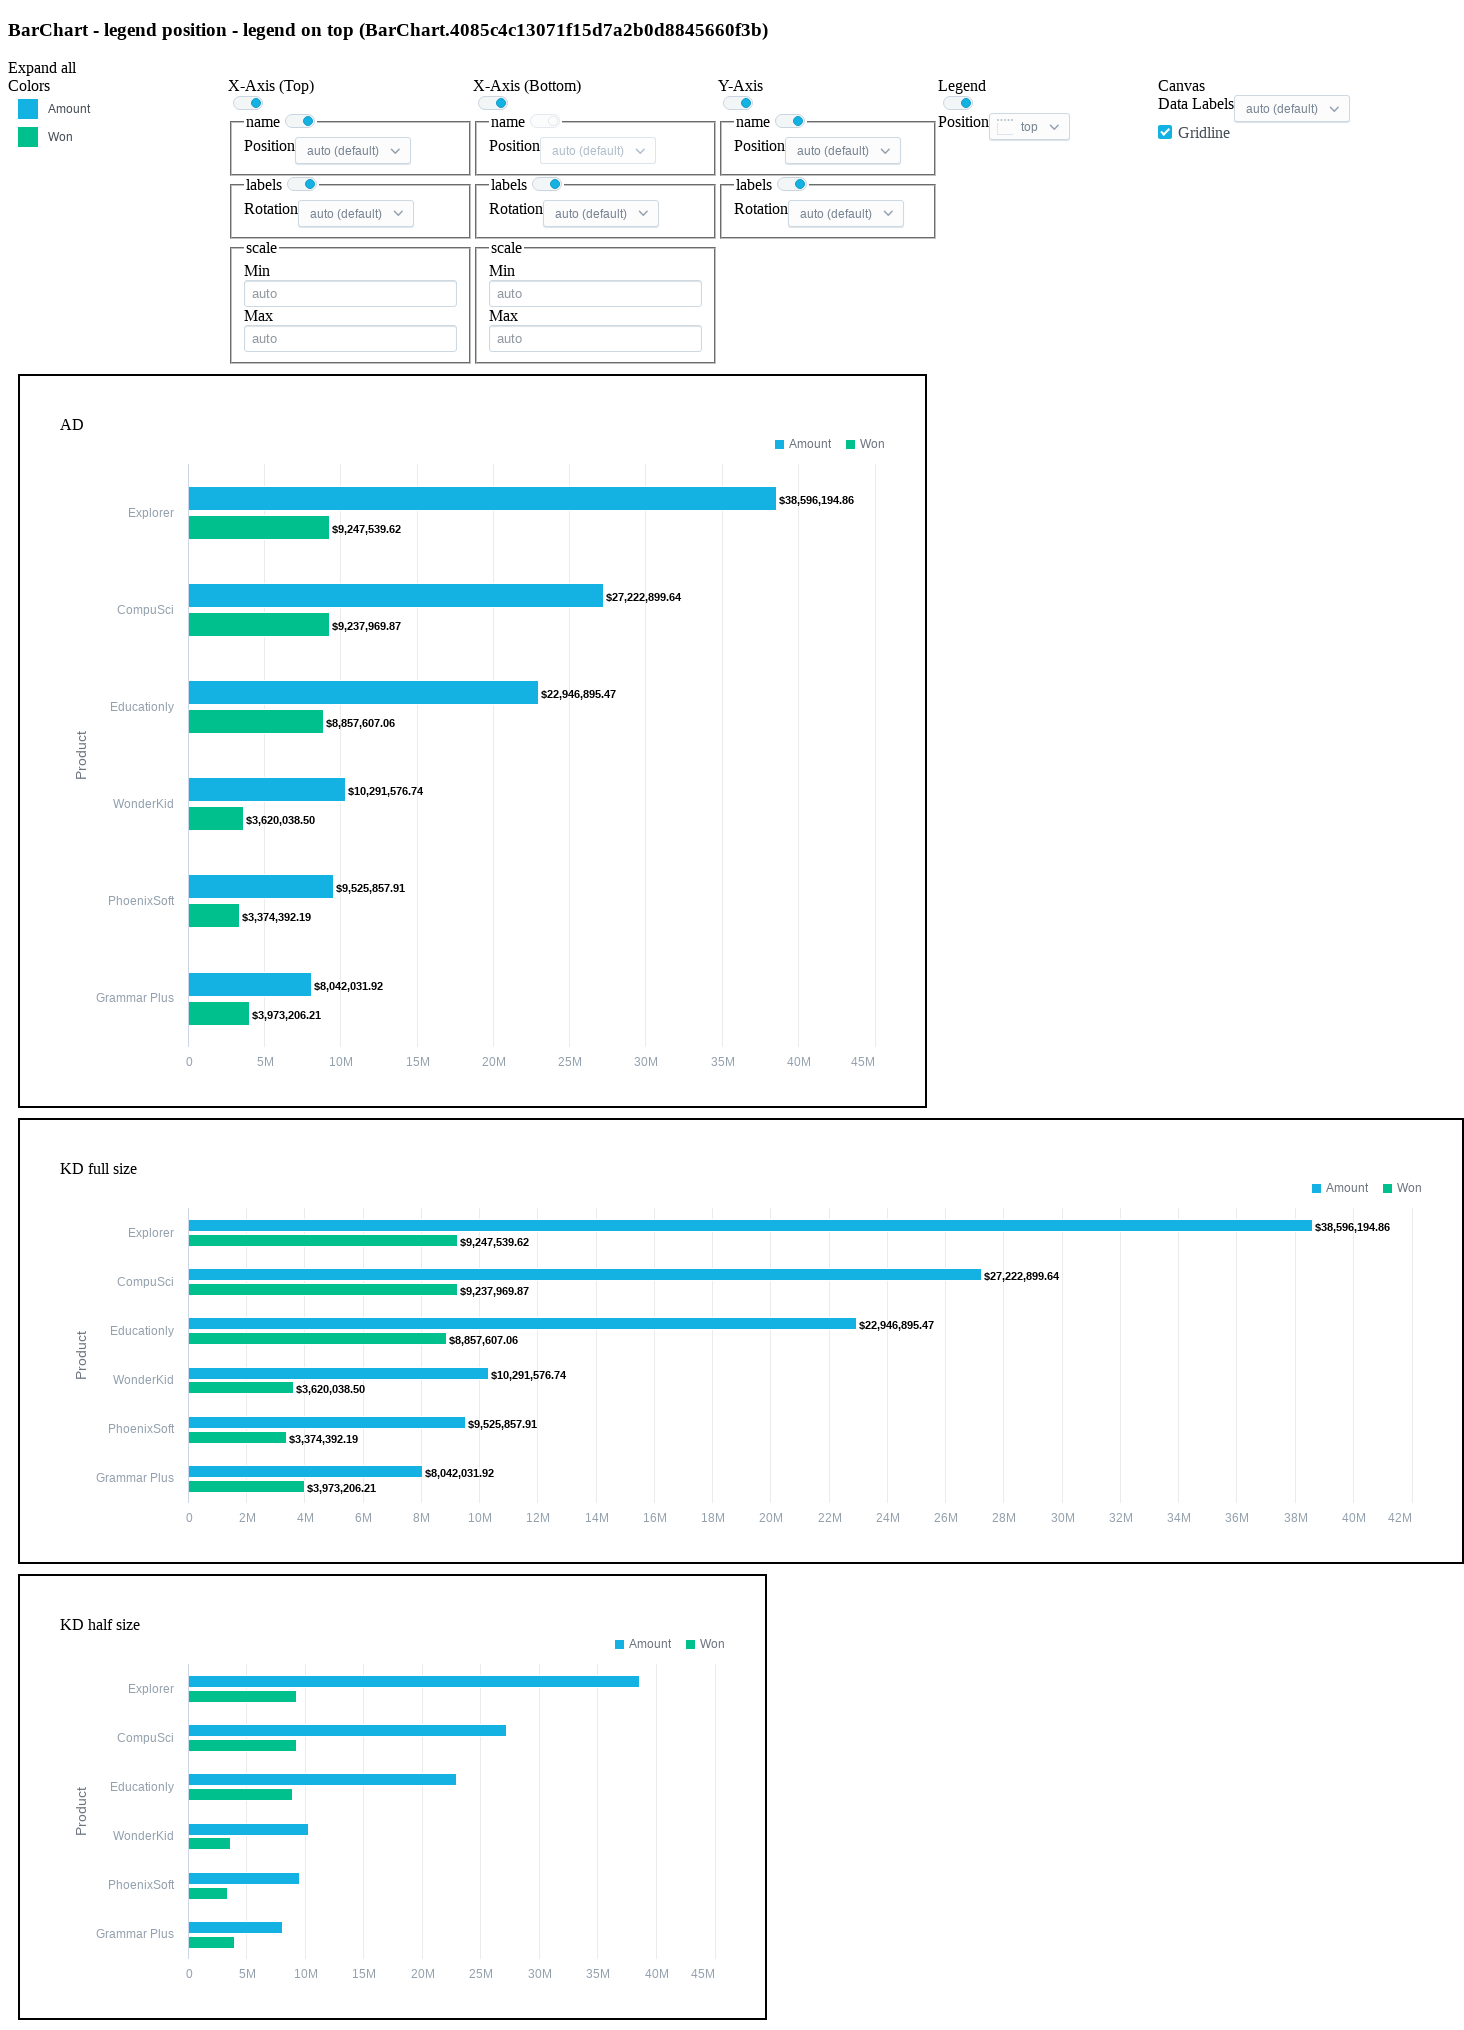 BarChart - legend position - legend on top (BarChart.4085c4c13071f15d7a2b0d8845660f3b)
Expand all
Colors
Amount
Won
X-Axis (Top)
name
Position auto (default)
labels
Rotation auto (default)
scale
Min
auto
Max
auto
X-Axis (Bottom)
name
Position auto (default)
labels
Rotation auto (default)
scale
Min
auto
Max
auto
Y-Axis
name
Position auto (default)
labels
Rotation auto (default)
Legend
Position top
Canvas
Data Labels auto (default)
Gridline
AD
Amount Won
Product
Explorer
$38,596,194.86
$9,247,539.62
CompuSci
$27,222,899.64
$9,237,969.87
Educationly
$22,946,895.47
$8,857,607.06
WonderKid
$10,291,576.74
$3,620,038.50
PhoenixSoft
$9,525,857.91
$3,374,392.19
Grammar Plus
$8,042,031.92
$3,973,206.21
0 5M 10M 15M 20M 25M 30M 35M 40M 45M
KD full size
Amount Won
Product
Explorer
$38,596,194.86
$9,247,539.62
CompuSci
$27,222,899.64
$9,237,969.87
Educationly
$22,946,895.47
$8,857,607.06
WonderKid
$10,291,576.74
$3,620,038.50
PhoenixSoft
$9,525,857.91
$3,374,392.19
Grammar Plus
$8,042,031.92
$3,973,206.21
0 2M 4M 6M 8M 10M 12M 14M 16M 18M 20M 22M 24M 26M 28M 30M 32M 34M 36M 38M 40M 42M
KD half size
Amount Won
Product
Explorer
CompuSci
Educationly
WonderKid
PhoenixSoft
Grammar Plus
0 5M 10M 15M 20M 25M 30M 35M 40M 45M